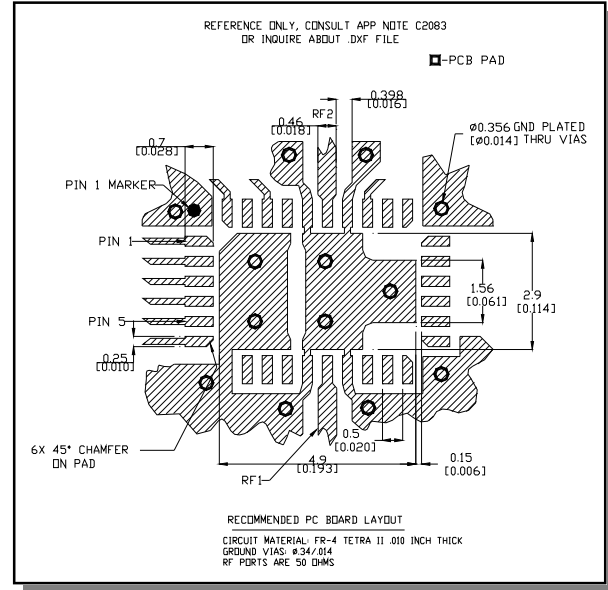 REFERENCE ONLY, CONSULT APP NOTE C2083
OR INQUIRE ABOUT .DXF FILE
-PCB PAD
0.398
[0.016]
RF2
0.46
[0.018]
Ø0.356 GND PLATED
[Ø0.014] THRU VIAS
0.7
[0.028]
PIN 1 MARKER
PIN 1
1.56
[0.061]
2.9
[0.114]
PIN 5
0.25
[0.010]
6X 45° CHAMFER
ON PAD
0.5
[0.020]
4.9
[0.193]
0.15
[0.006]
RF1
RECOMMENDED PC BOARD LAYOUT
CIRCUIT MATERIAL: FR-4 TETRA II .010 INCH THICK
GROUND VIAS: Ø.34/.014
RF PORTS ARE 50 OHMS